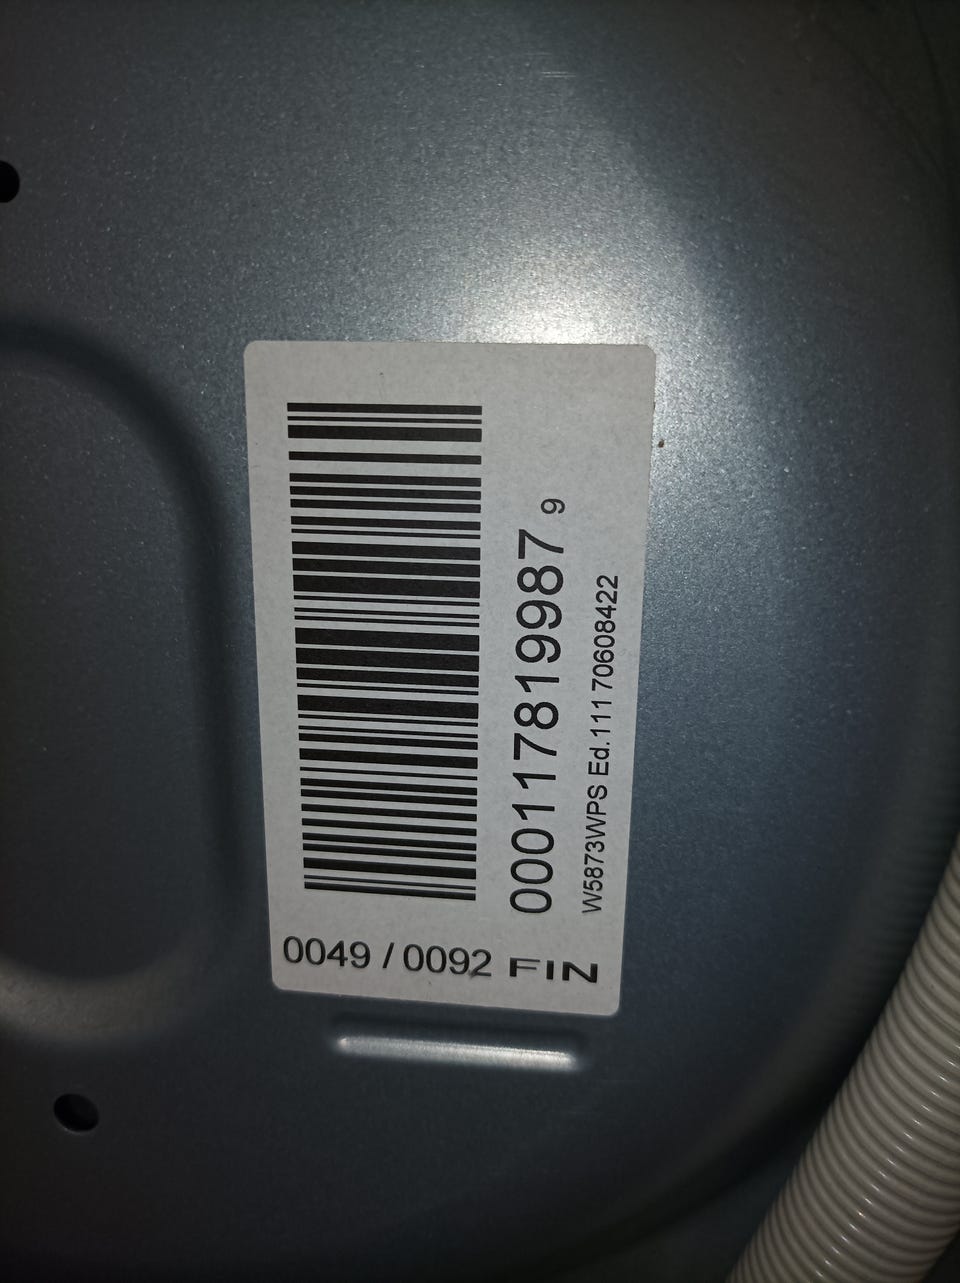 00011781998​7 9
W5873WPS Ed.111 70608422
0049 / 0092 FIN